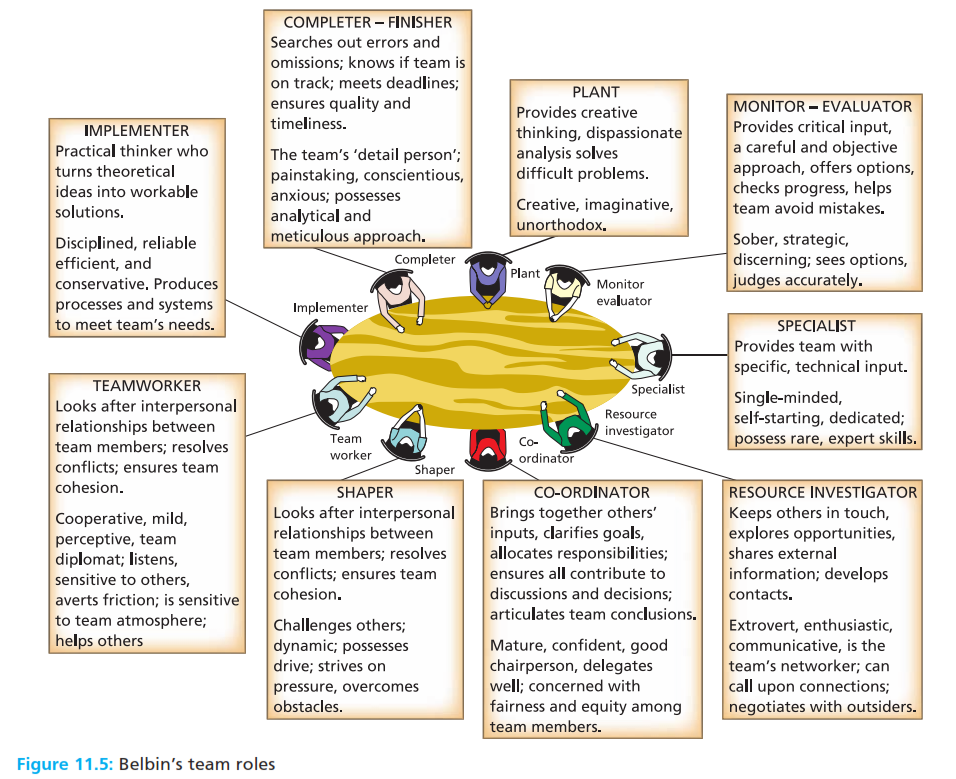 COMPLETER – FINISHER
Searches out errors and
omissions; knows if team is
on track; meets deadlines;
ensures quality and
timeliness.
The team's 'detail person';
painstaking, conscientious,
anxious; possesses
analytical and
meticulous approach.
PLANT
Provides creative
thinking, dispassionate
analysis solves
difficult problems.
Creative, imaginative,
unorthodox.
MONITOR – EVALUATOR
Provides critical input,
a careful and objective
approach, offers options,
checks progress, helps
team avoid mistakes.
Sober, strategic,
discerning; sees options,
judges accurately.
IMPLEMENTER
Practical thinker who
turns theoretical
ideas into workable
solutions.
Disciplined, reliable
efficient, and
conservative. Produces
processes and systems
to meet team's needs.
Completer
Plant
Monitor
evaluator
Implementer
Specialist
Resource
investigator
Co-
ordinator
Shaper
Team
worker
SPECIALIST
Provides team with
specific, technical input.
Single-minded,
self-starting, dedicated;
possess rare, expert skills.
TEAMWORKER
Looks after interpersonal
relationships between
team members; resolves
conflicts; ensures team
cohesion.
Cooperative, mild,
perceptive, team
diplomat; listens,
sensitive to others,
averts friction; is sensitive
to team atmosphere;
helps others
SHAPER
Looks after interpersonal
relationships between
team members; resolves
conflicts; ensures team
cohesion.
Challenges others;
dynamic; possesses
drive; strives on
pressure, overcomes
obstacles.
CO-ORDINATOR
Brings together others'
inputs, clarifies goals,
allocates responsibilities;
ensures all contribute to
discussions and decisions;
articulates team conclusions.
Mature, confident, good
chairperson, delegates
well; concerned with
fairness and equity among
team members.
RESOURCE INVESTIGATOR
Keeps others in touch,
explores opportunities,
shares external
information; develops
contacts.
Extrovert, enthusiastic,
communicative, is the
team's networker; can
call upon connections;
negotiates with outsiders.
Figure 11.5: Belbin's team roles